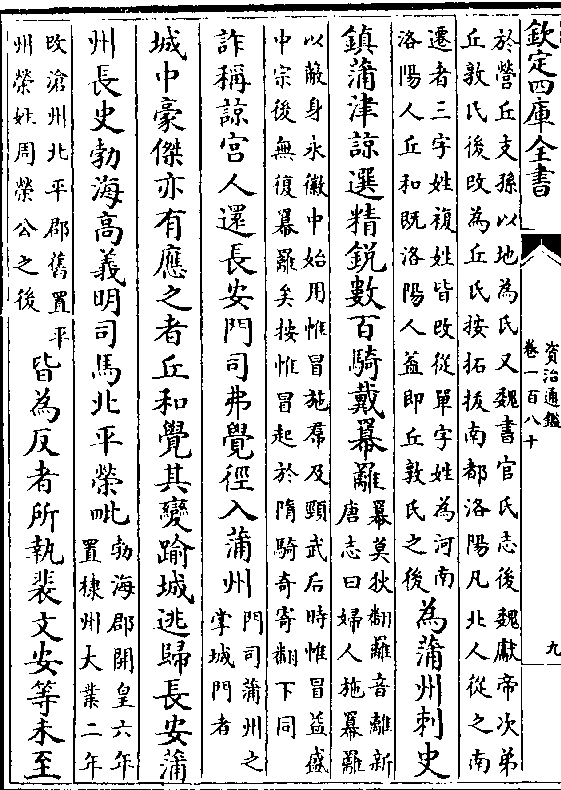 欽定四庫全書
資治通鑑
卷一百八十
九
於營丘支孫以地為氏又魏書官氏志後魏獻帝次弟
丘敦氏後改為丘氏按拓拔南都洛陽凡北人從之南
遷者三字姓複姓皆改從單字姓為河南
洛陽人丘和既洛陽人蓋即丘敦氏之後
為蒲州刺史
鎮蒲津諒選精銳數百騎戴羃䍦
羃莫狄翻䍦音離新
唐志曰婦人施羃䍦
以蔽身永徽中始用帷冒施帬及頸武后時帷冒益盛
中宗後無復羃䍦矣按帷冒起於隋騎奇寄翻下同
詐稱諒宮人還長安門司弗覺徑入蒲州
門司蒲州之
掌城門者
城中豪傑亦有應之者丘和覺其變踰城逃歸長安蒲
州長史勃海高義明司馬北平榮毗
勃海郡開皇六年
置棣州大業二年
改滄州北平郡舊置平
州榮姓周榮公之後
皆為反者所執裴文安等未至